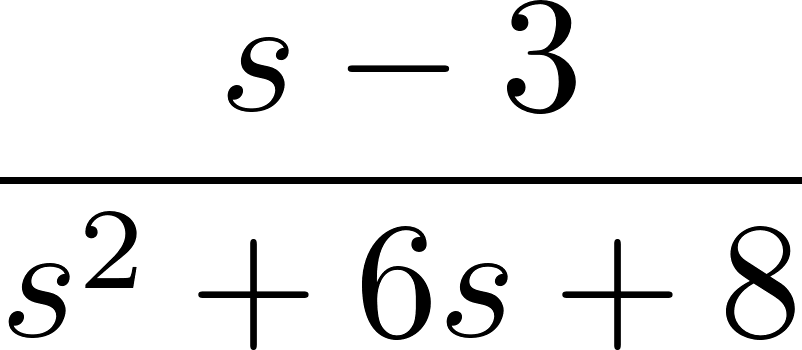 s − 3
s² + 6s + 8